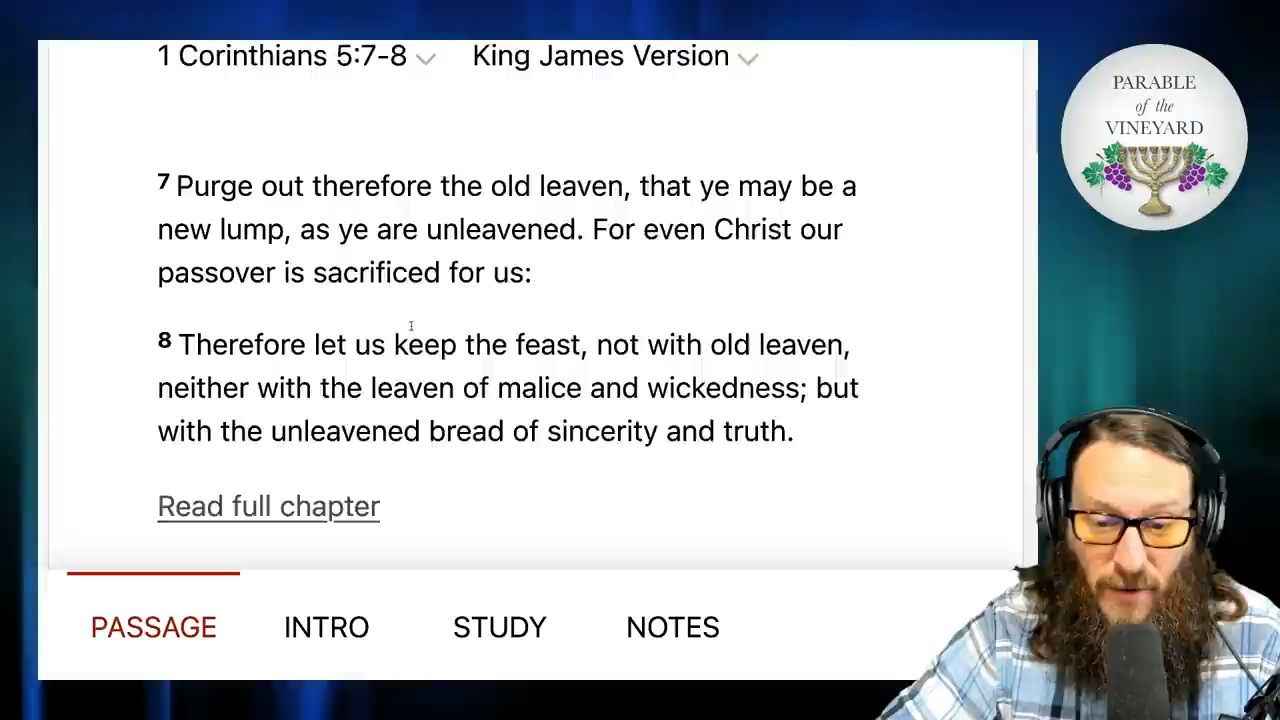 1 Corinthians 5:7-8 King James Version
PARABLE
of the
VINEYARD
7 Purge out therefore the old leaven, that ye may be a
new lump, as ye are unleavened. For even Christ our
passover is sacrificed for us:
8 Therefore let us keep the feast, not with old leaven,
neither with the leaven of malice and wickedness; but
with the unleavened bread of sincerity and truth.
Read full chapter
PASSAGE INTRO STUDY NOTES